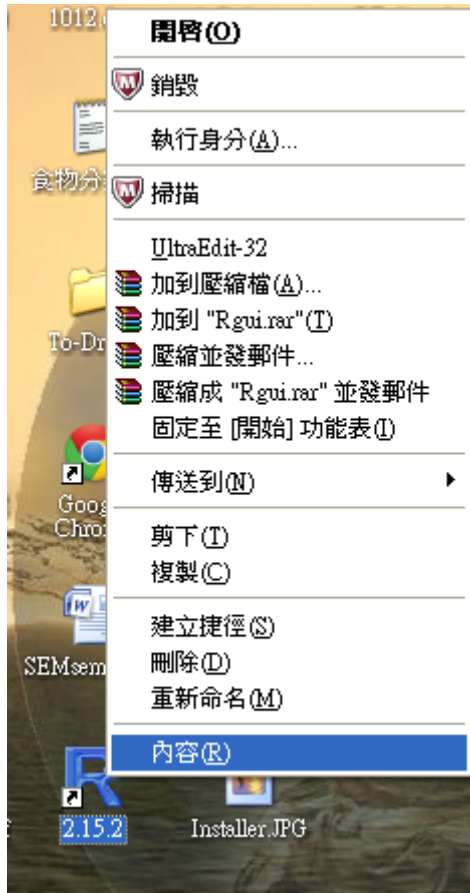 1012.
開啓(O)
銷毀
執行身分(A)...
食物分
掃描
UltraEdit-32
加到壓縮檔(A)...
加到 "Rgui.rar"(T)
To-Dr
壓縮並發郵件...
壓縮成 "Rgui.rar" 並發郵件
固定至 [開始] 功能表(I)
傳送到(N)
Goog
Chro
剪下(T)
複製(C)
建立捷徑(S)
SEMsem
刪除(D)
重新命名(M)
內容(R)
2.15.2
Installer.JPG